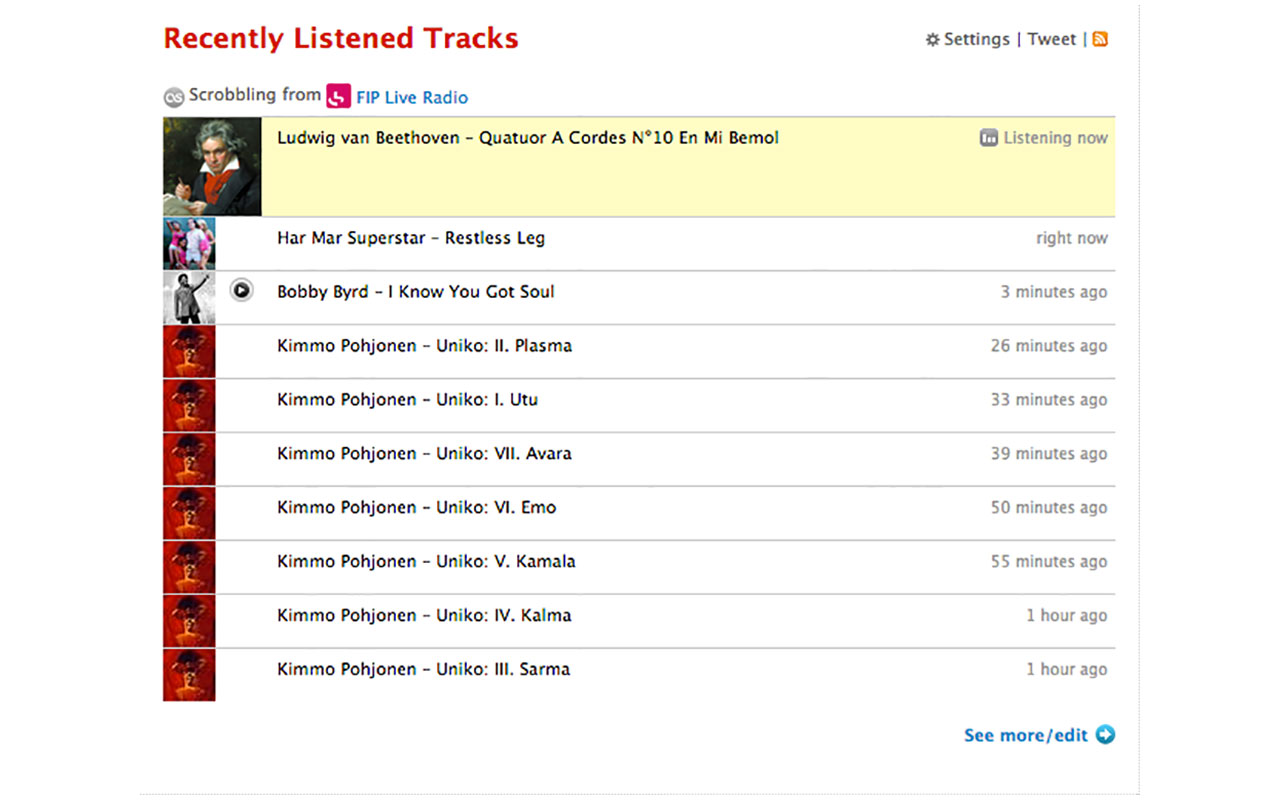 Recently Listened Tracks
Settings | Tweet |
Scrobbling from FIP Live Radio
Ludwig van Beethoven – Quatuor A Cordes N°10 En Mi Bemol Listening now
Har Mar Superstar – Restless Leg right now
Bobby Byrd – I Know You Got Soul 3 minutes ago
Kimmo Pohjonen – Uniko: II. Plasma 26 minutes ago
Kimmo Pohjonen – Uniko: I. Utu 33 minutes ago
Kimmo Pohjonen – Uniko: VII. Avara 39 minutes ago
Kimmo Pohjonen – Uniko: VI. Emo 50 minutes ago
Kimmo Pohjonen – Uniko: V. Kamala 55 minutes ago
Kimmo Pohjonen – Uniko: IV. Kalma 1 hour ago
Kimmo Pohjonen – Uniko: III. Sarma 1 hour ago
See more/edit